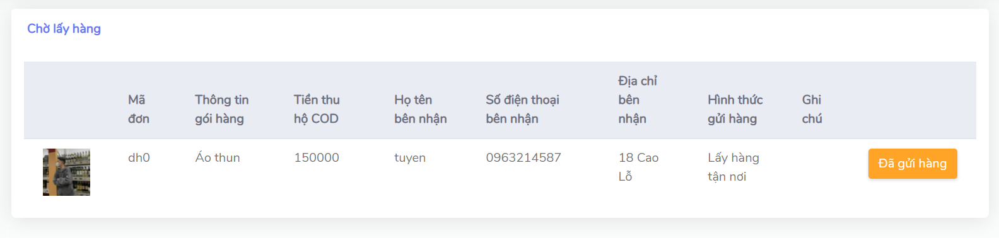 Chờ lấy hàng
Mã đơn
Thông tin gói hàng
Tiền thu hộ COD
Họ tên bên nhận
Số điện thoại bên nhận
Địa chỉ bên nhận
Hình thức gửi hàng
Ghi chú
dh0
Áo thun
150000
tuyen
0963214587
18 Cao Lỗ
Lấy hàng tận nơi
Đã gửi hàng